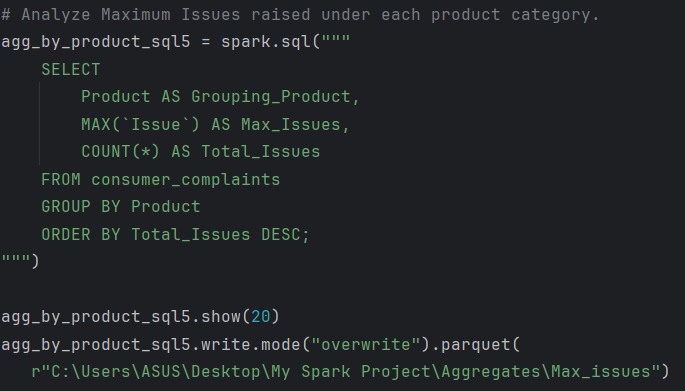 # Analyze Maximum Issues raised under each product category.
agg_by_product_sql5 = spark.sql("""
    SELECT
        Product AS Grouping_Product,
        MAX(`Issue`) AS Max_Issues,
        COUNT(*) AS Total_Issues
    FROM consumer_complaints
    GROUP BY Product
    ORDER BY Total_Issues DESC;
""")

agg_by_product_sql5.show(20)
agg_by_product_sql5.write.mode("overwrite").parquet(
   r"C:\Users\ASUS\Desktop\My Spark Project\Aggregates\Max_issues")